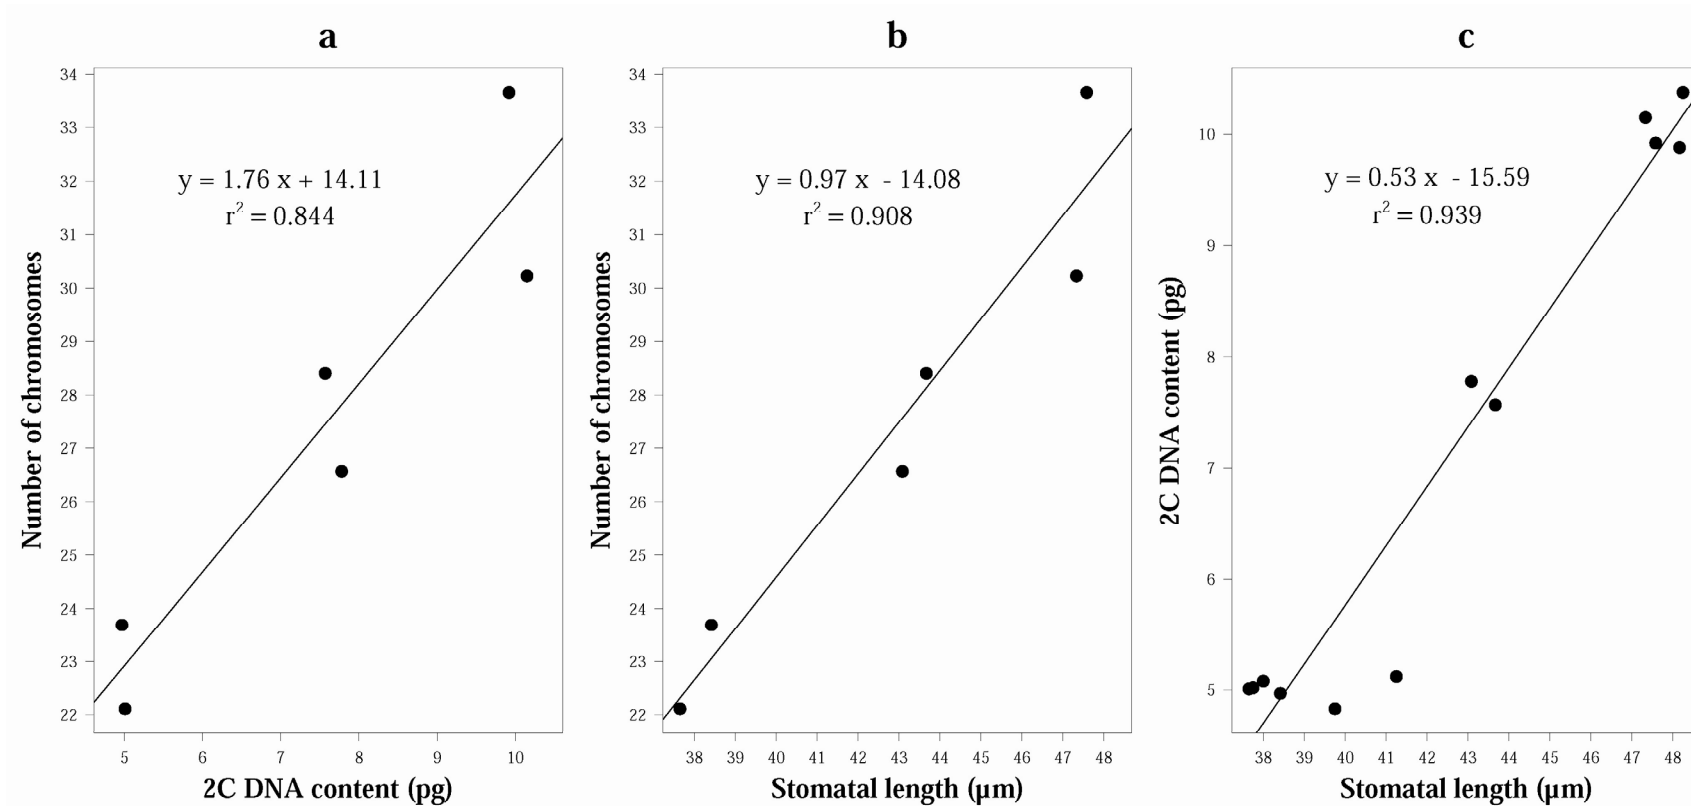 a
34
33
32
31
30
29
28
27
26
25
24
23
22
Number of chromosomes
y = 1.76 x + 14.11
r² = 0.844
5 6 7 8 9 10
2C DNA content (pg)
b
34
33
32
31
30
29
28
27
26
25
24
23
22
Number of chromosomes
y = 0.97 x - 14.08
r² = 0.908
38 39 40 41 42 43 44 45 46 47 48
Stomatal length (µm)
c
10
9
8
7
6
5
2C DNA content (pg)
y = 0.53 x - 15.59
r² = 0.939
38 39 40 41 42 43 44 45 46 47 48
Stomatal length (µm)